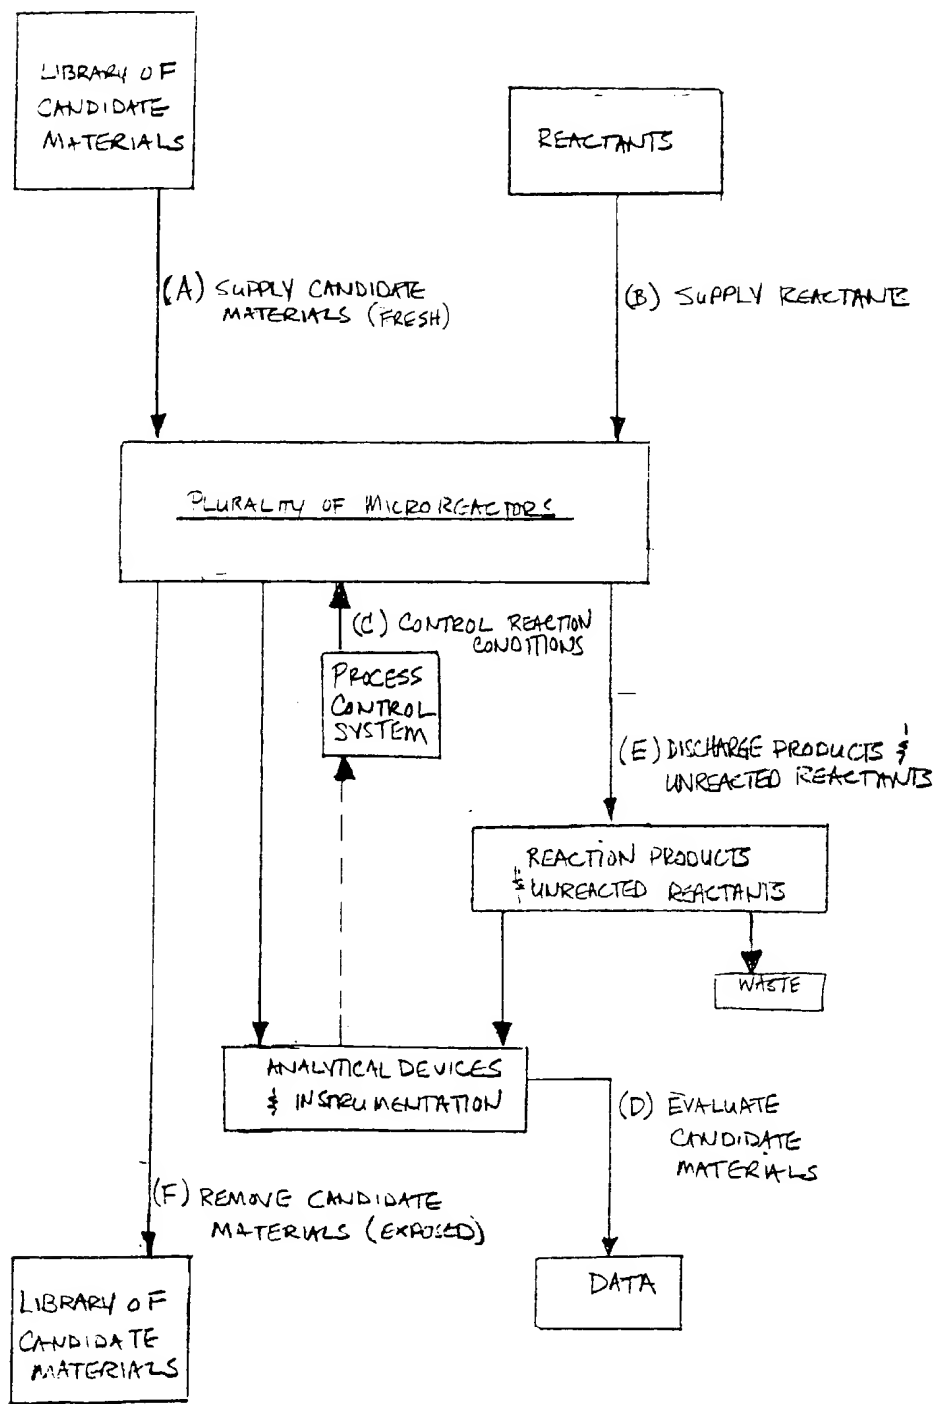 LIBRARY OF
CANDIDATE
MATERIALS
REACTANTS
(A) SUPPLY CANDIDATE
MATERIALS (FRESH)
(B) SUPPLY REACTANTS
PLURALITY OF MICROREACTORS
(C) CONTROL REACTION
CONDITIONS
PROCESS
CONTROL
SYSTEM
(E) DISCHARGE PRODUCTS &
UNREACTED REACTANTS
REACTION PRODUCTS
& UNREACTED REACTANTS
WASTE
ANALYTICAL DEVICES
& INSTRUMENTATION
(D) EVALUATE
CANDIDATE
MATERIALS
(F) REMOVE CANDIDATE
MATERIALS (EXPOSED)
DATA
LIBRARY OF
CANDIDATE
MATERIALS